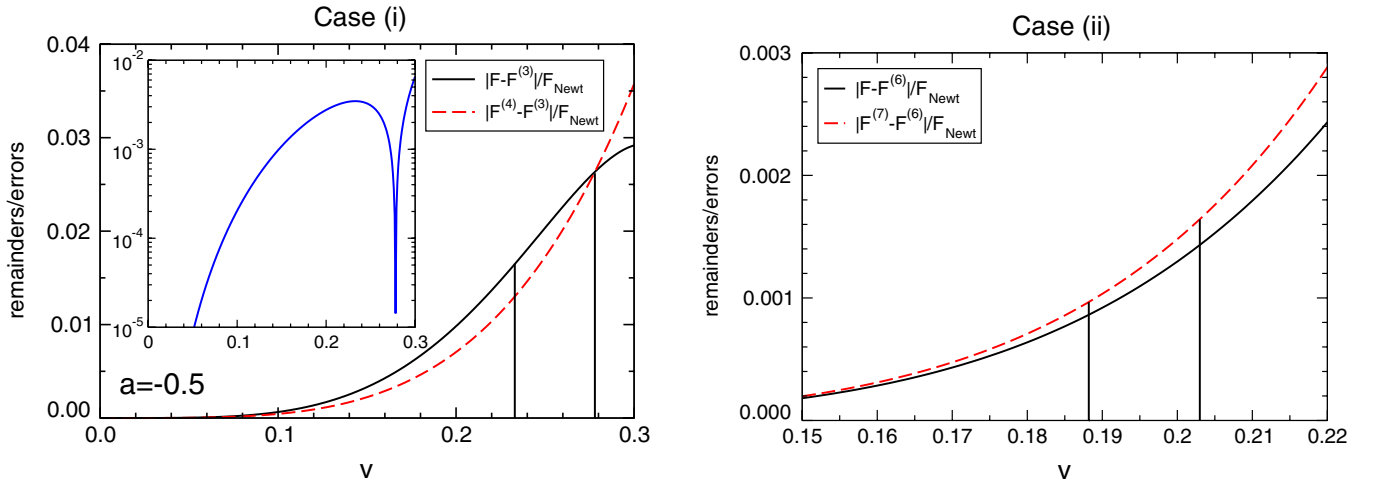 Case (i)
remainders/errors
0.04
0.03
0.02
0.01
0.00
0.0
0.1
0.2
0.3
v
10^-2
10^-3
10^-4
10^-5
0
0.1
0.2
0.3
|F-F^(3)|/F_Newt
|F^(4)-F^(3)|/F_Newt
a=-0.5
Case (ii)
remainders/errors
0.003
0.002
0.001
0.000
0.15
0.16
0.17
0.18
0.19
0.20
0.21
0.22
v
|F-F^(6)|/F_Newt
|F^(7)-F^(6)|/F_Newt